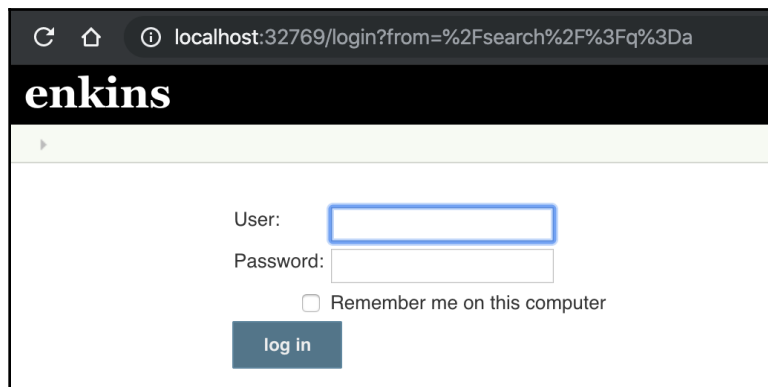 localhost:32769/login?from=%2Fsearch%2F%3Fq%3Da
enkins
User:
Password:
Remember me on this computer
log in